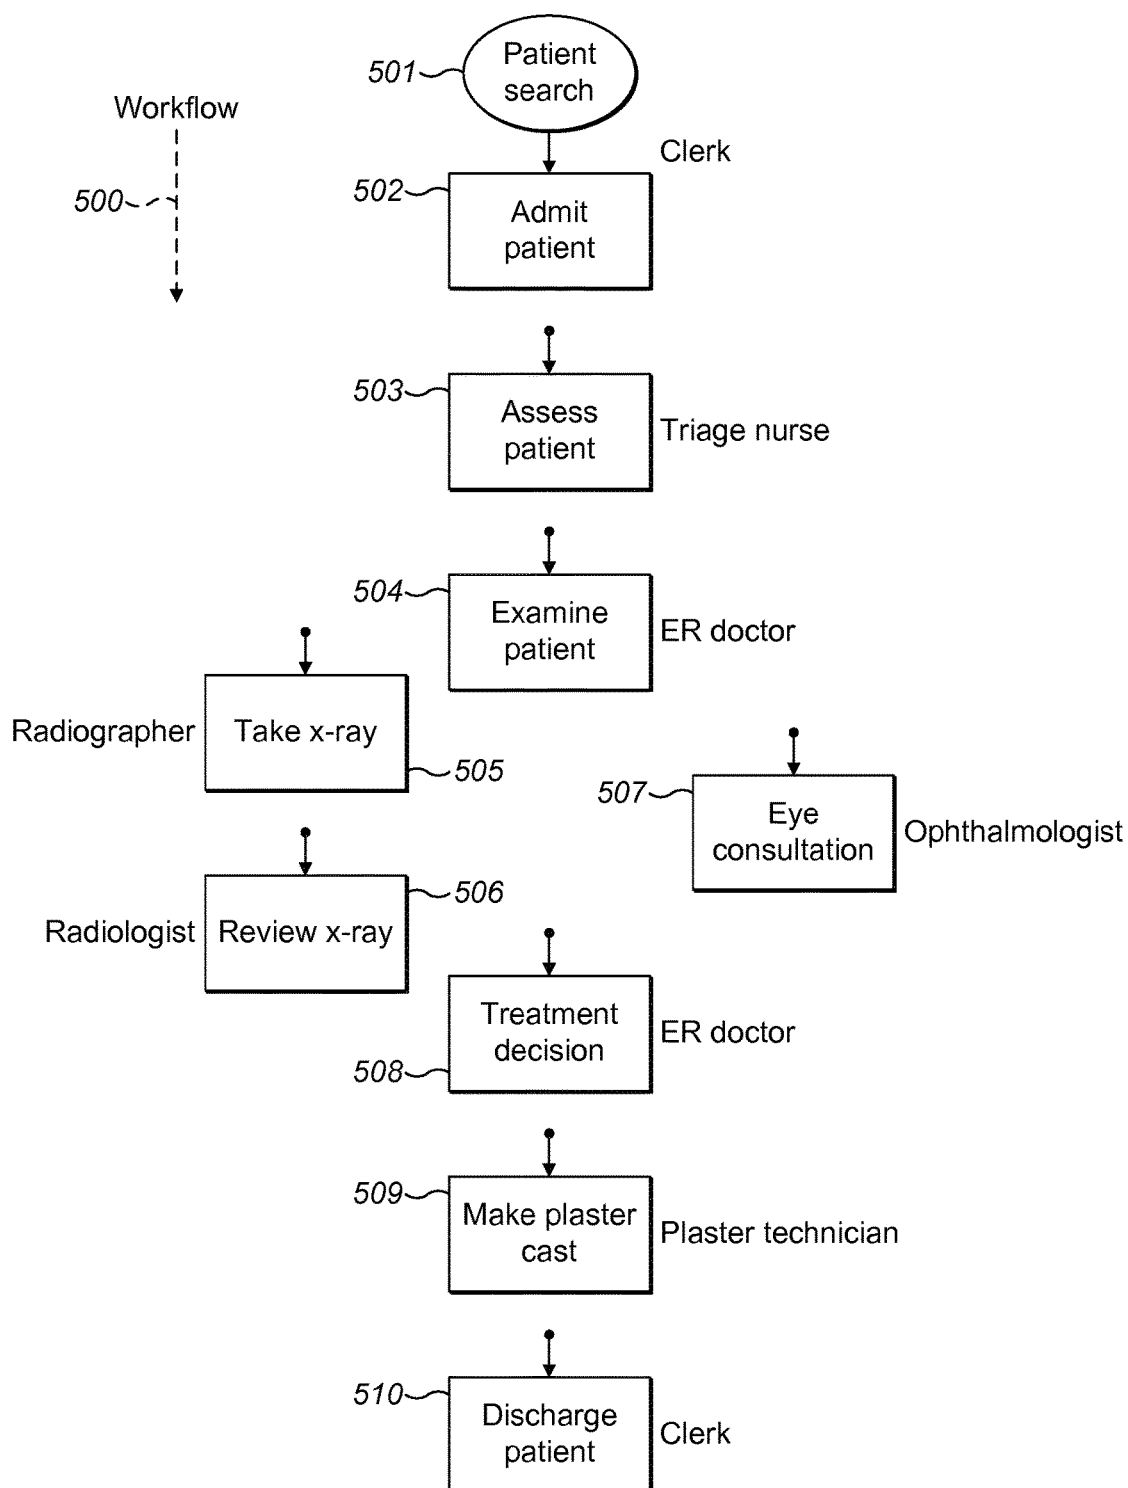 Patient
search
501
Workflow
500
Clerk
502
Admit
patient
503
Assess
patient
Triage nurse
504
Examine
patient
ER doctor
Radiographer
Take x-ray
505
507
Eye
consultation
Ophthalmologist
506
Radiologist
Review x-ray
Treatment
decision
ER doctor
508
509
Make plaster
cast
Plaster technician
510
Discharge
patient
Clerk